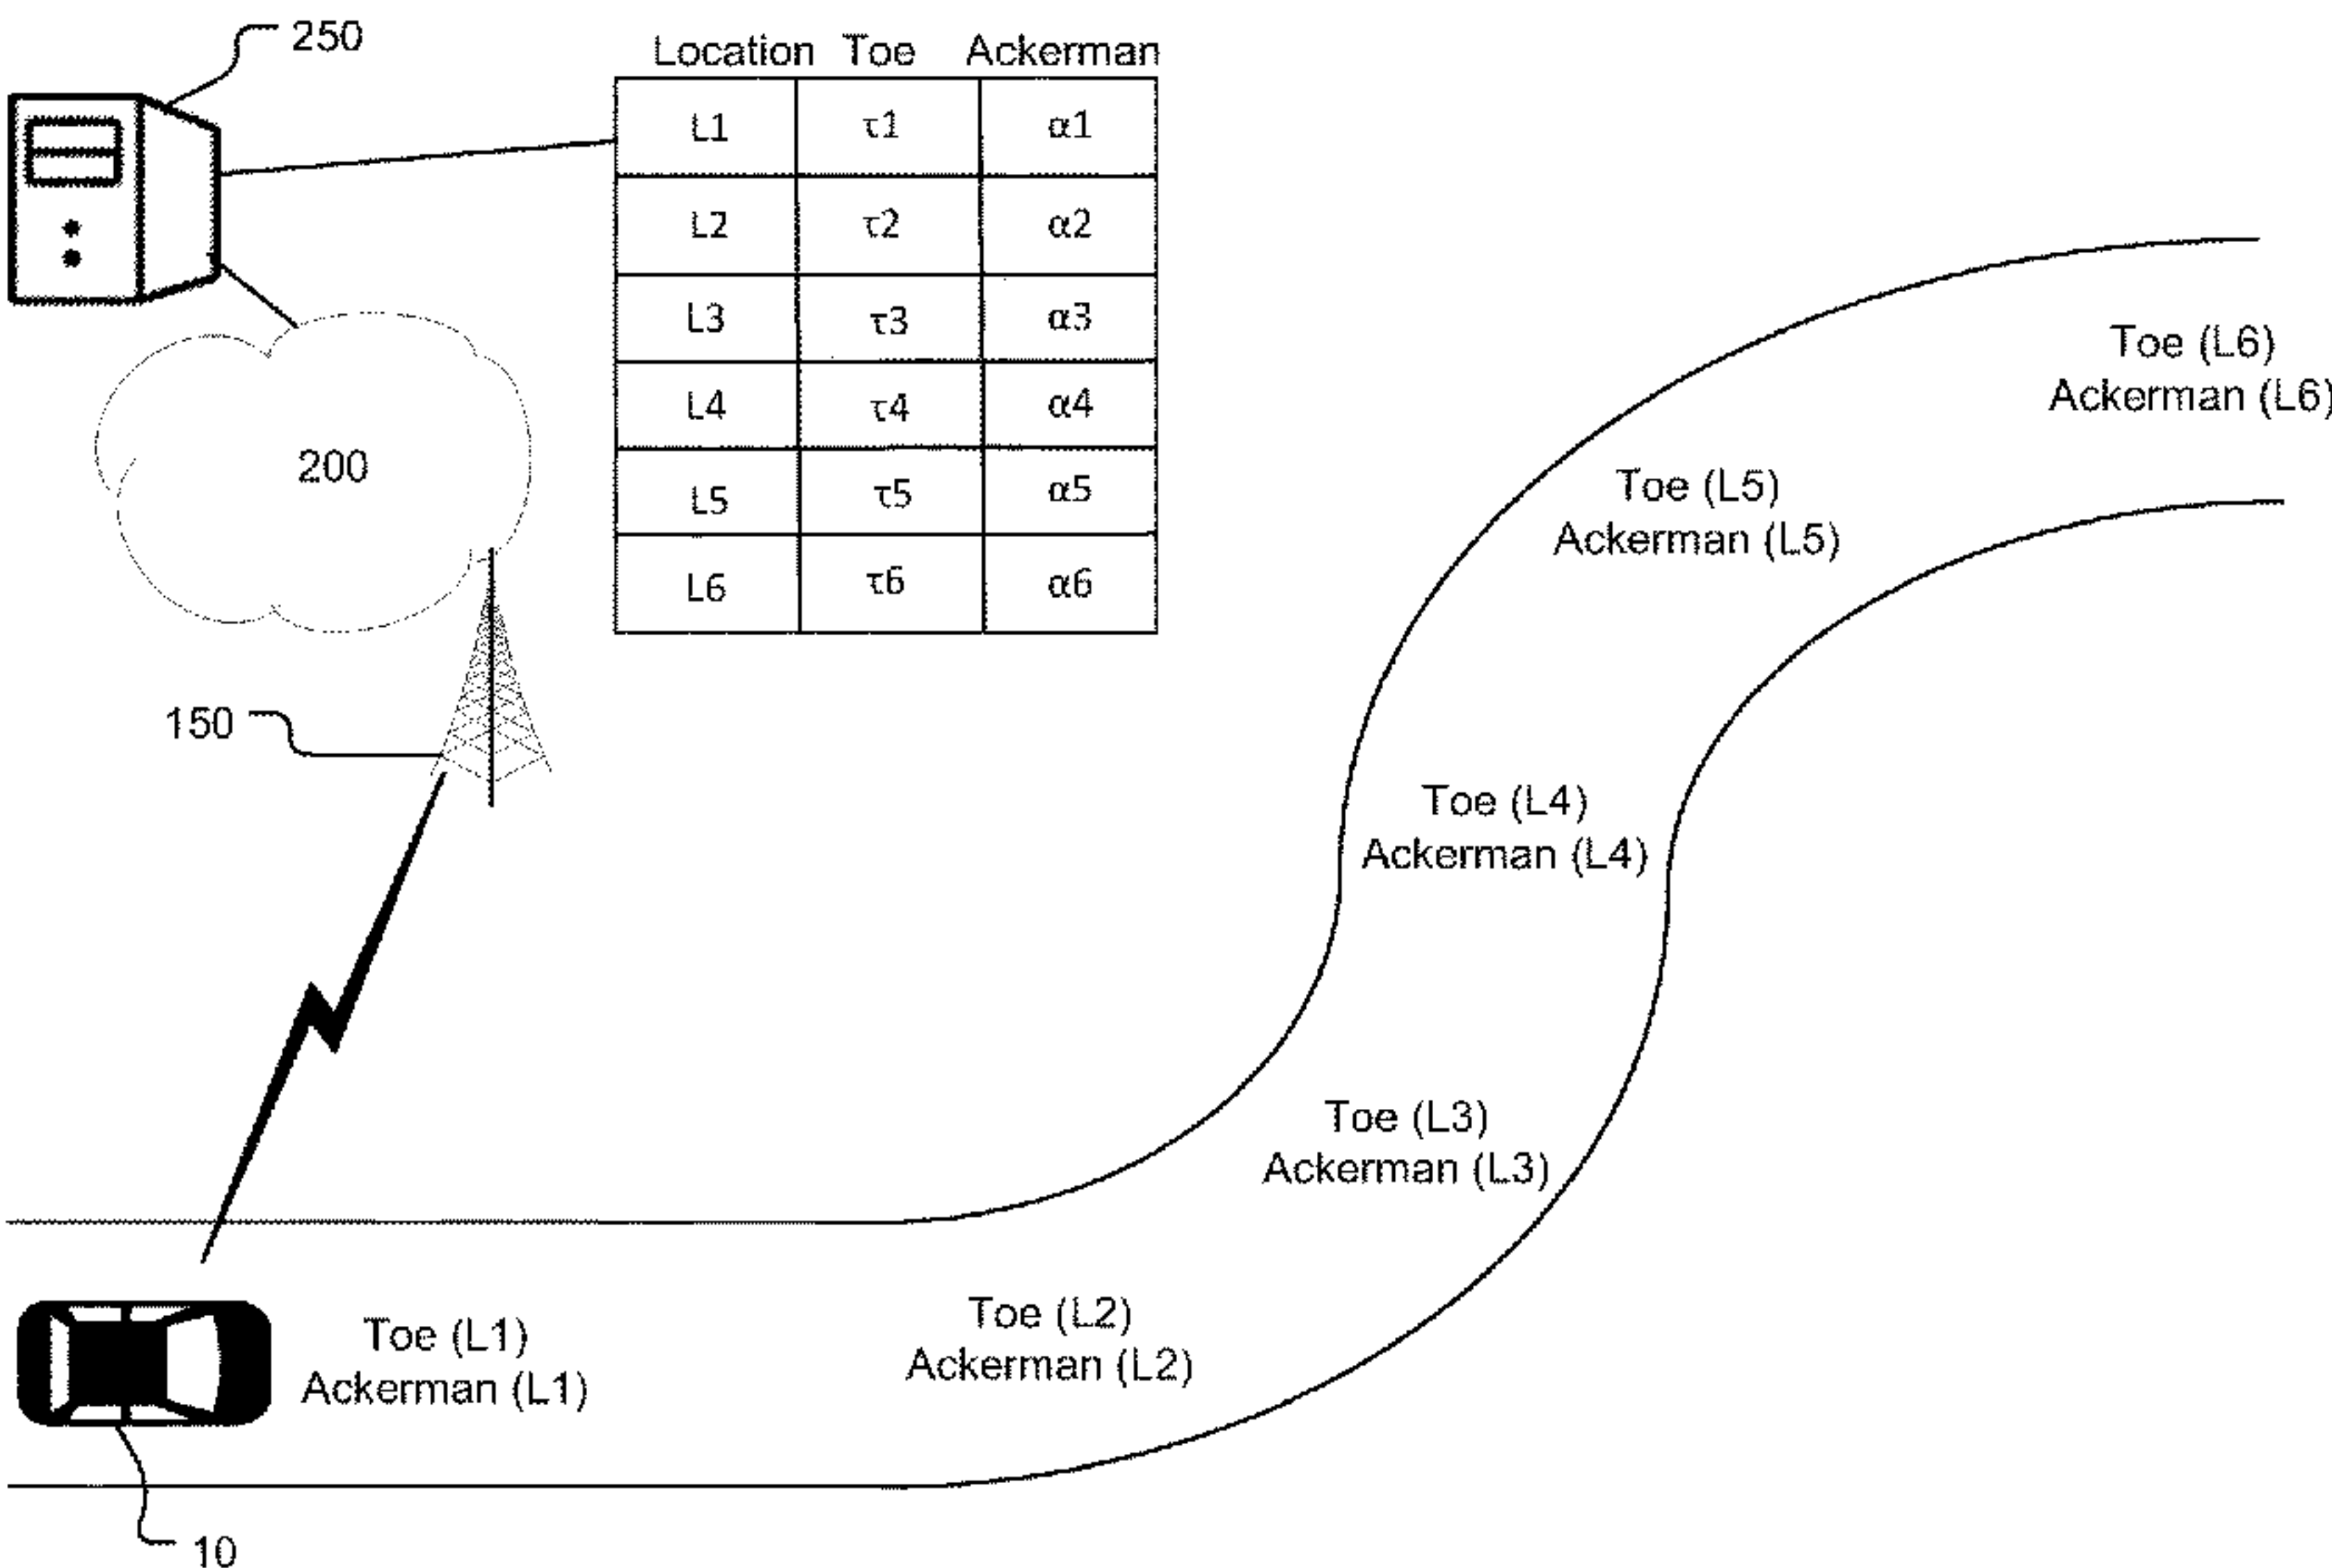 250
Location Toe Ackerman
L1 τ1 α1
L2 τ2 α2
L3 τ3 α3
L4 τ4 α4
L5 τ5 α5
L6 τ6 α6
200
150
Toe (L6)
Ackerman (L6)
Toe (L5)
Ackerman (L5)
Toe (L4)
Ackerman (L4)
Toe (L3)
Ackerman (L3)
Toe (L2)
Ackerman (L2)
Toe (L1)
Ackerman (L1)
10